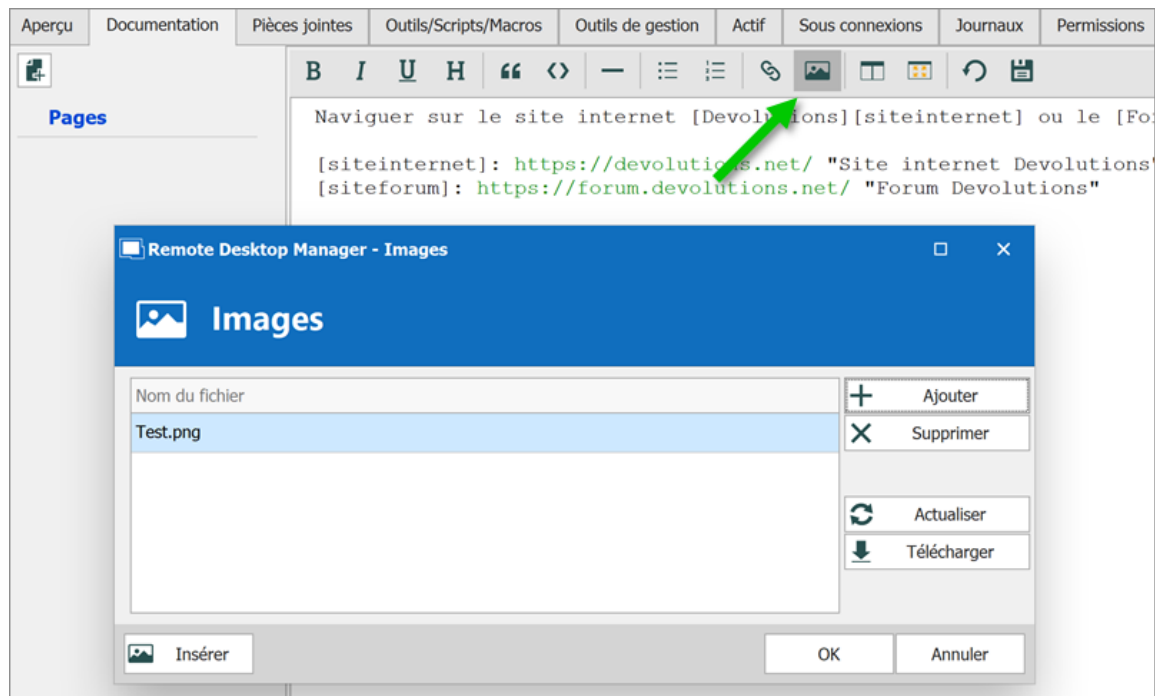 Aperçu Documentation Pièces jointes Outils/Scripts/Macros Outils de gestion Actif Sous connexions Journaux Permissions
B I U H
Pages
Naviguer sur le site internet [Devolutions][siteinternet] ou le [Fo
[siteinternet]: https://devolutions.net/ "Site internet Devolutions"
[siteforum]: https://forum.devolutions.net/ "Forum Devolutions"
Remote Desktop Manager - Images
Images
Nom du fichier
Test.png
Ajouter
Supprimer
Actualiser
Télécharger
Insérer
OK
Annuler